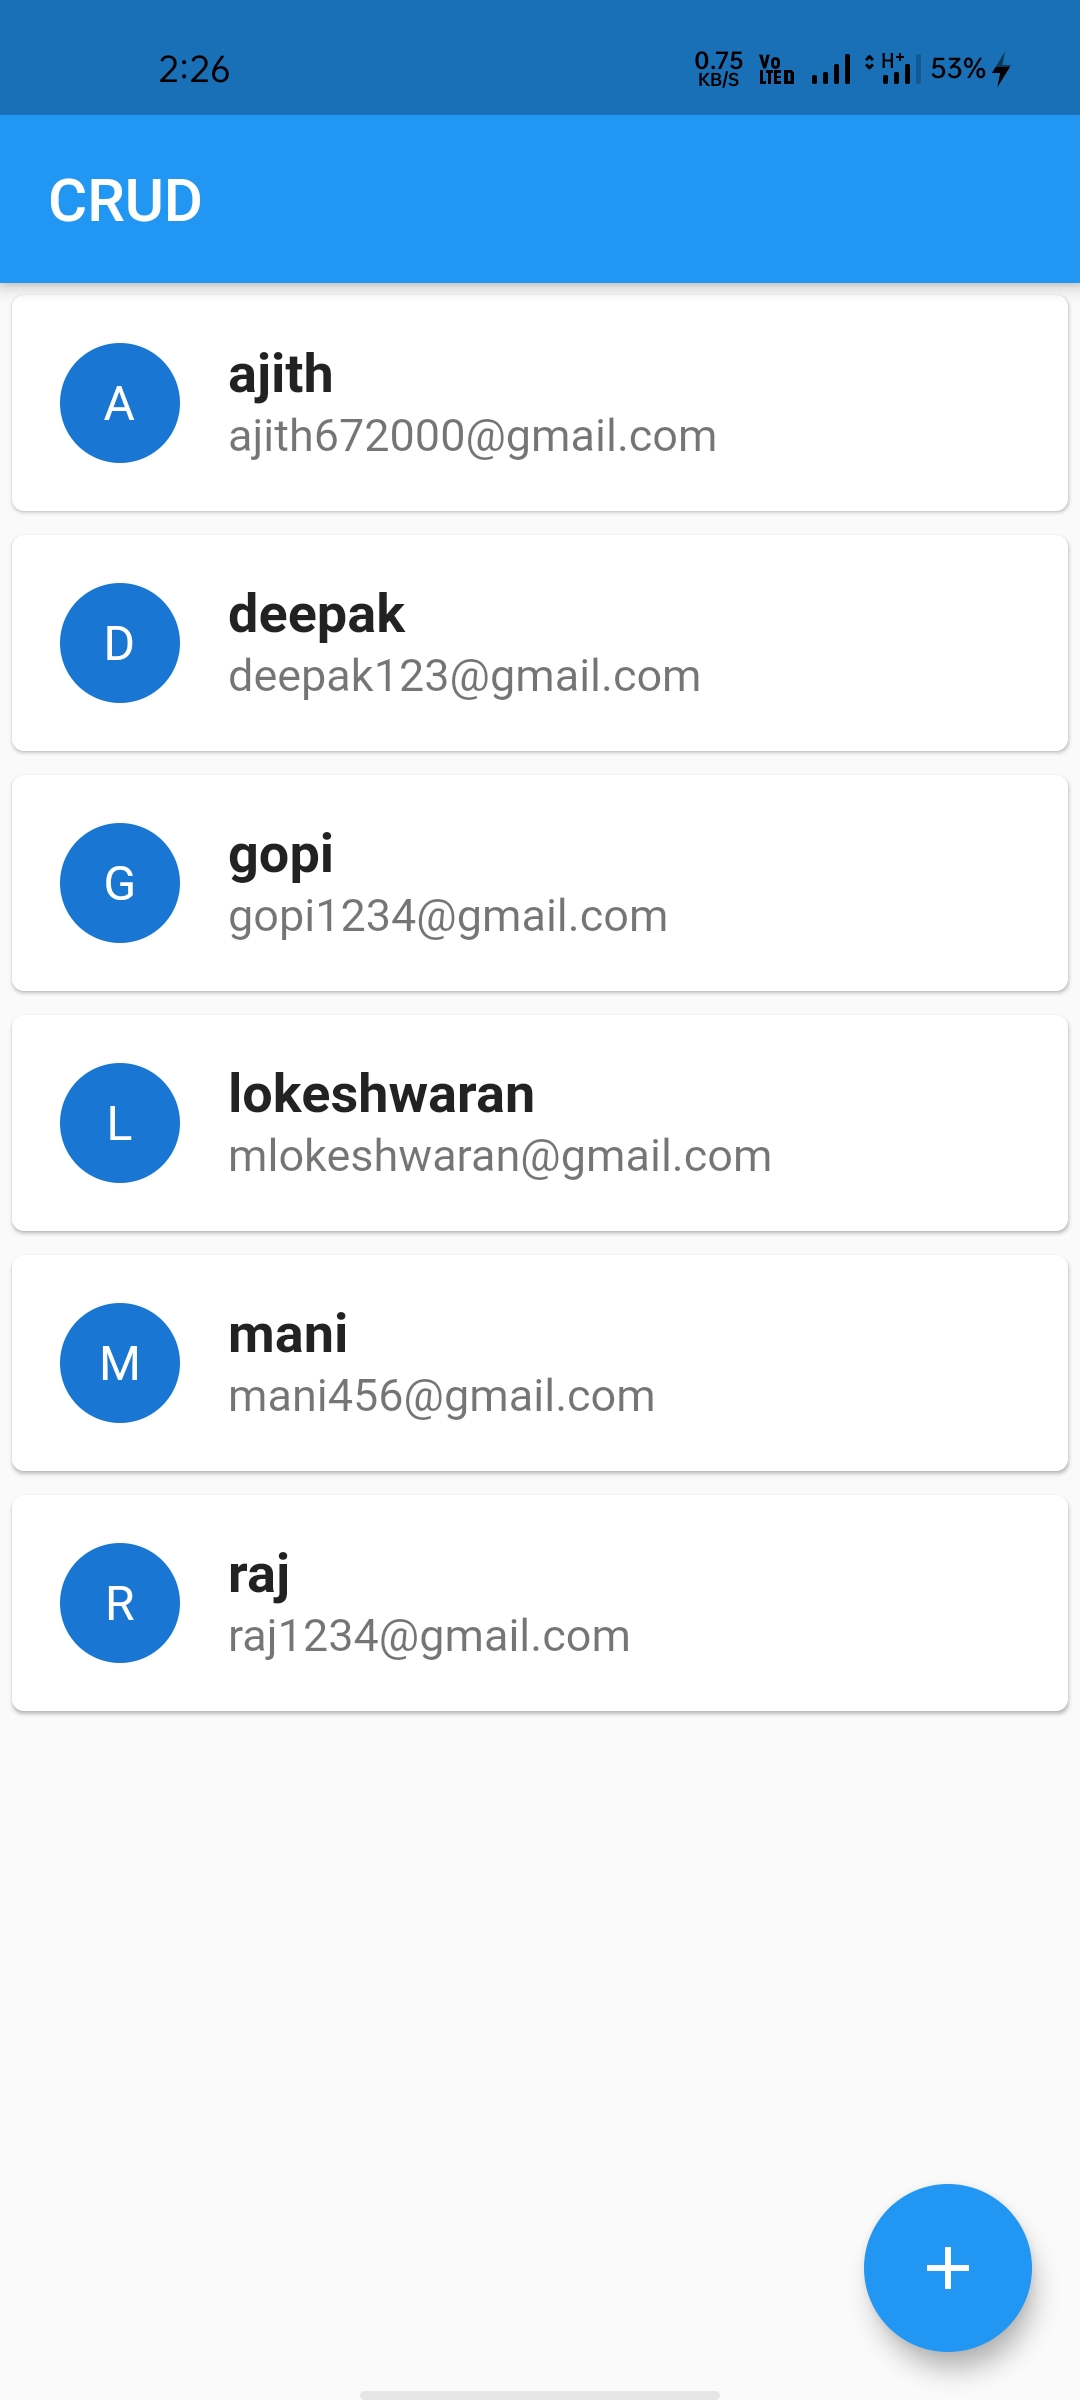 2:26
0.75 KB/S Vo LTE D H+ 53%
CRUD
A
ajith
ajith672000@gmail.com
D
deepak
deepak123@gmail.com
G
gopi
gopi1234@gmail.com
L
lokeshwaran
mlokeshwaran@gmail.com
M
mani
mani456@gmail.com
R
raj
raj1234@gmail.com
+